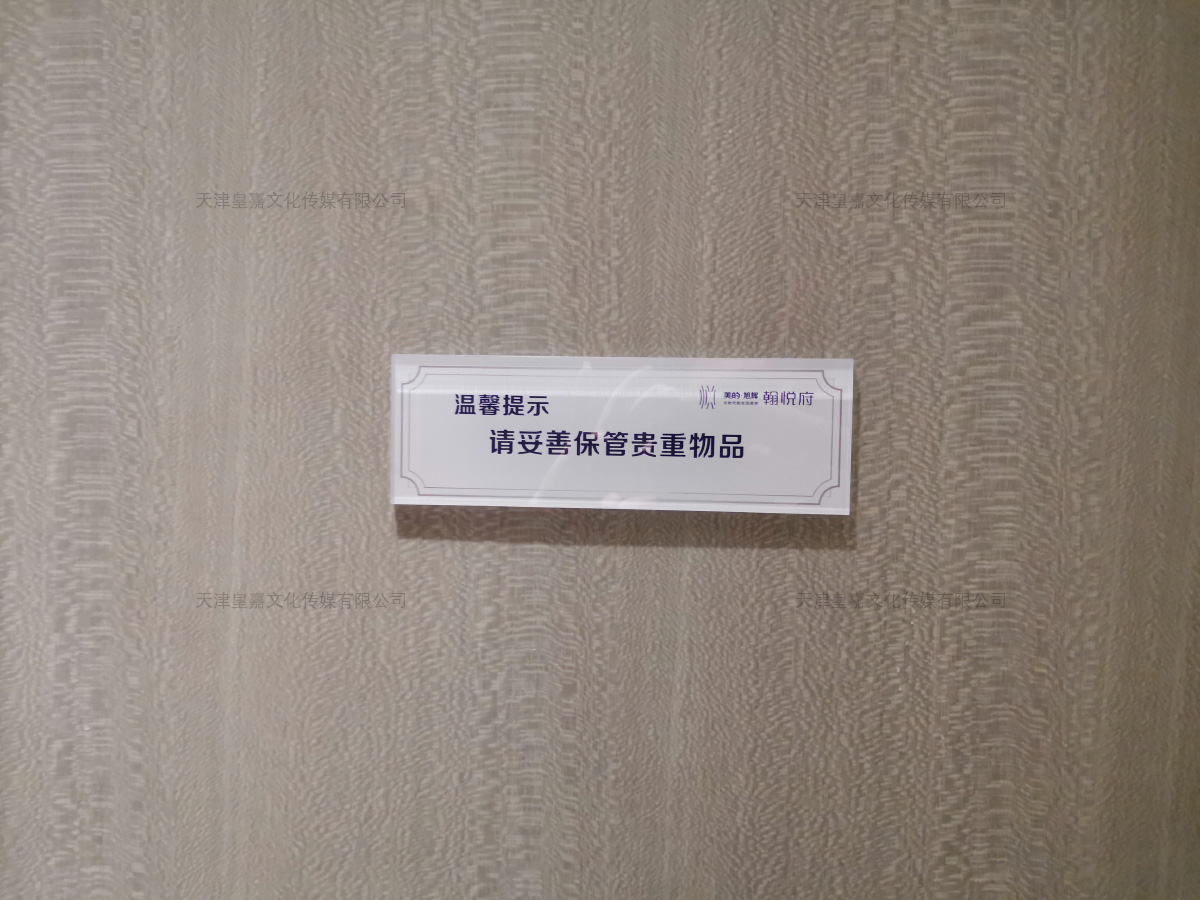 天津皇嘉文化传媒有限公司 天津皇嘉文化传媒有限公司
美的·旭辉 翰悦府
温馨提示
请妥善保管贵重物品
天津皇嘉文化传媒有限公司 天津皇嘉文化传媒有限公司